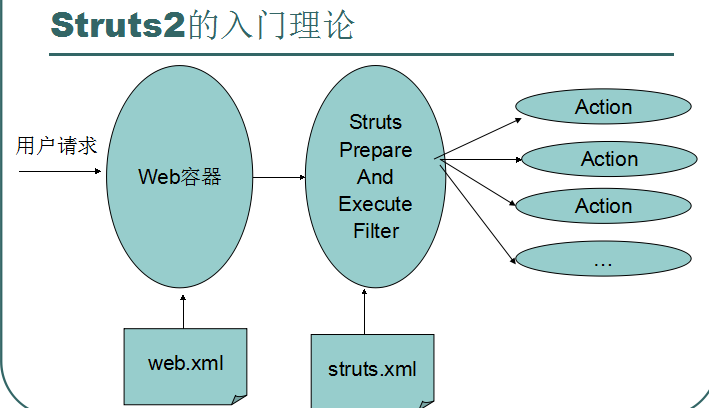 Struts2的入门理论
用户请求
Web容器
Struts
Prepare
And
Execute
Filter
Action
Action
Action
…
web.xml
struts.xml